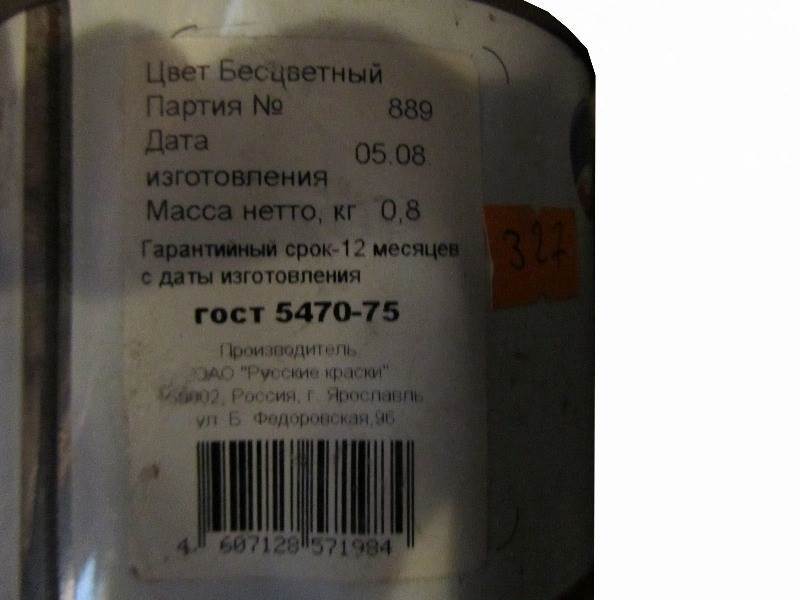 Цвет Бесцветный
Партия № 889
Дата
05.08.
изготовления
Масса нетто, кг 0,8
327
Гарантийный срок-12 месяцев
с даты изготовления
гост 5470-75
Производитель:
ОАО "Русские краски"
Россия, г. Ярославль
ул. Б. Федоровская,96
4 607128 571984